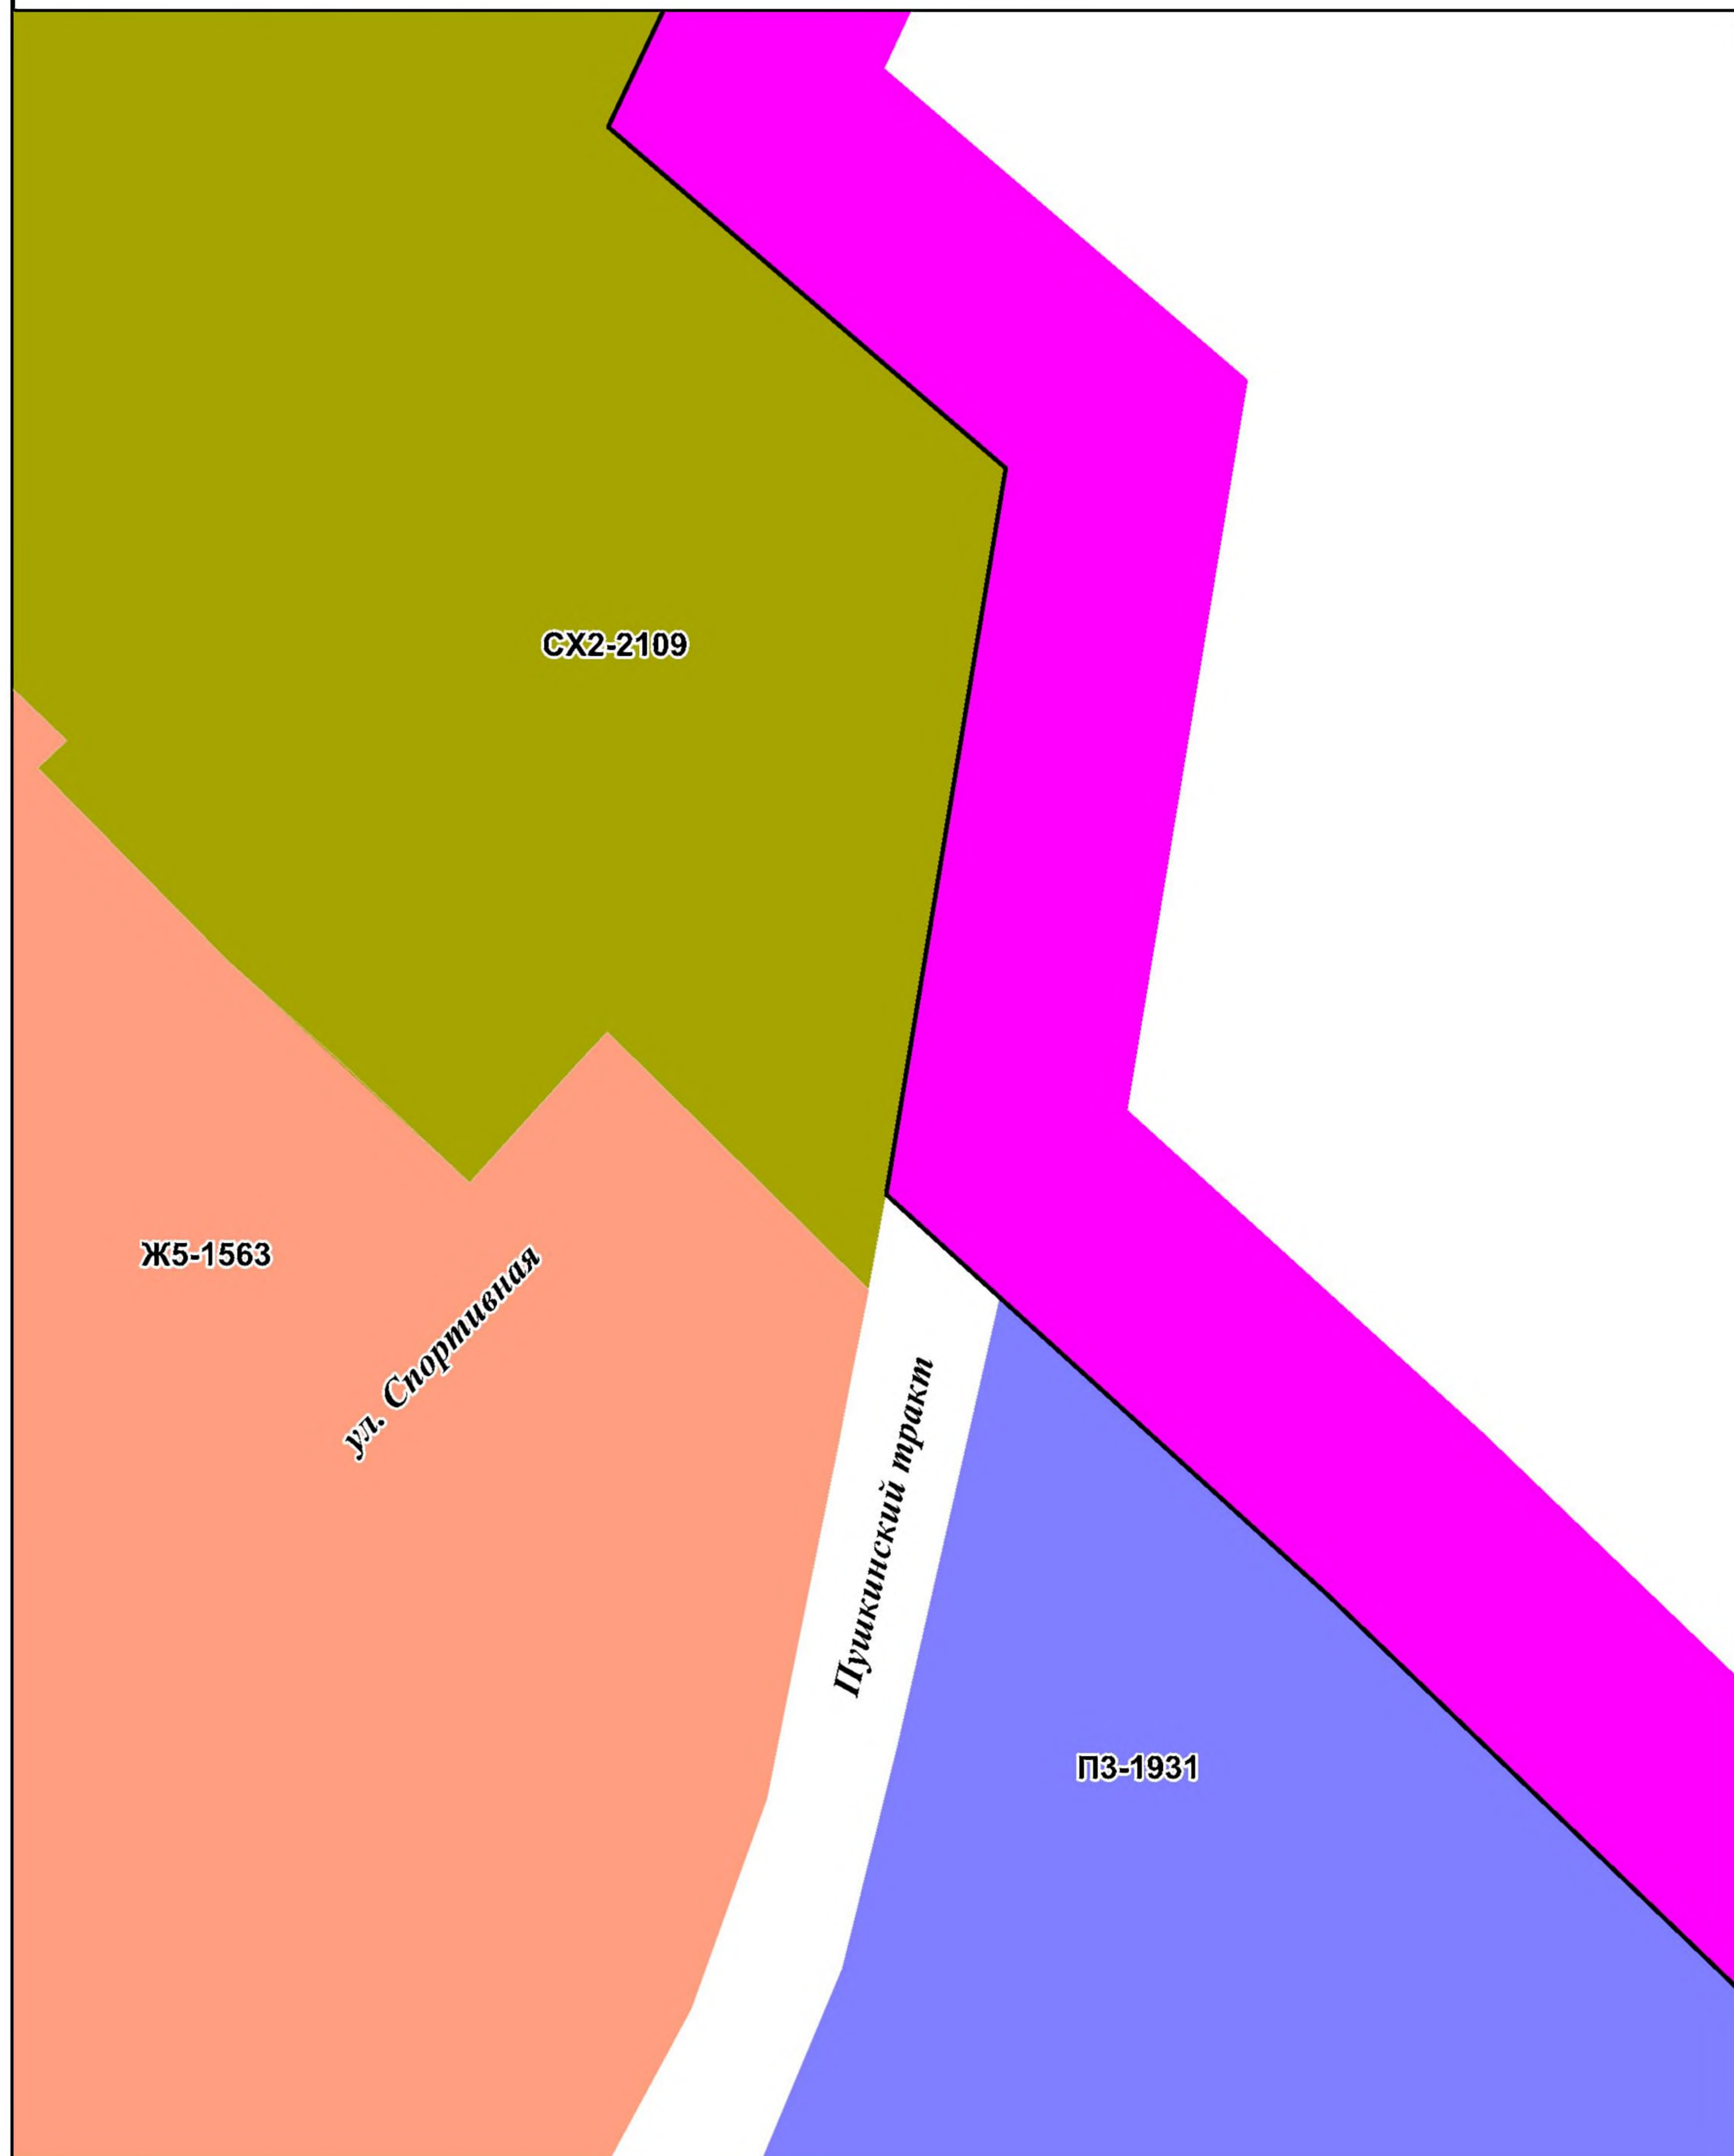 СХ2-2109
Ж5-1563
ул. Спортивная
Пушкинский тракт
П3-1931